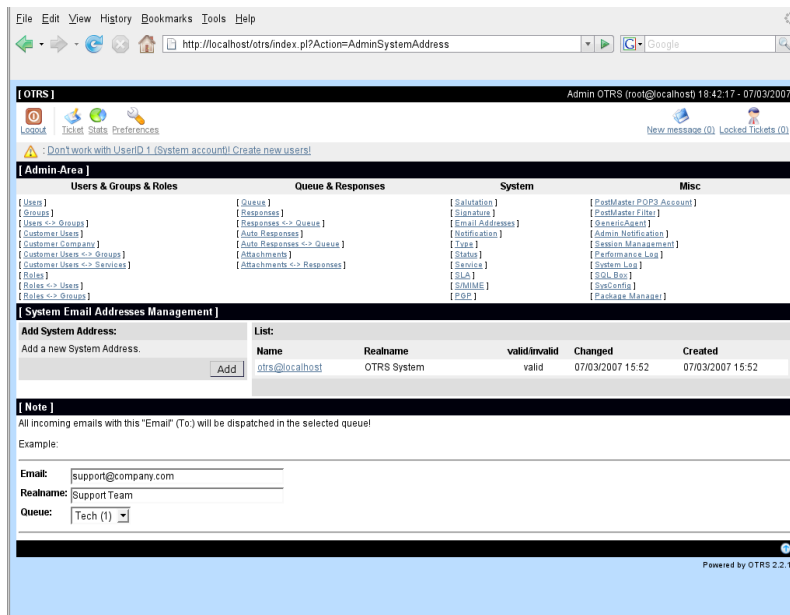 File Edit View History Bookmarks Tools Help
http://localhost/otrs/index.pl?Action=AdminSystemAddress
G Google
[ OTRS ]
Admin OTRS (root@localhost) 18:42:17 - 07/03/2007
Logout Ticket Stats Preferences
New message (0) Locked Tickets (0)
: Don't work with UserID 1 (System account)! Create new users!
[ Admin-Area ]
Users & Groups & Roles Queue & Responses System Misc
[ Users ] [ Queue ] [ Salutation ] [ PostMaster POP3 Account ]
[ Groups ] [ Responses ] [ Signature ] [ PostMaster Filter ]
[ Users <-> Groups ] [ Responses <-> Queue ] [ Email Addresses ] [ GenericAgent ]
[ Customer Users ] [ Auto Responses ] [ Notification ] [ Admin Notification ]
[ Customer Company ] [ Auto Responses <-> Queue ] [ Type ] [ Session Management ]
[ Customer Users <-> Groups ] [ Attachments ] [ Status ] [ Performance Log ]
[ Customer Users <-> Services ] [ Attachments <-> Responses ] [ Service ] [ System Log ]
[ Roles ] [ SLA ] [ SQL Box ]
[ Roles <-> Users ] [ S/MIME ] [ SysConfig ]
[ Roles <-> Groups ] [ PGP ] [ Package Manager ]
[ System Email Addresses Management ]
Add System Address:
Add a new System Address.
Add
List:
Name Realname valid/invalid Changed Created
otrs@localhost OTRS System valid 07/03/2007 15:52 07/03/2007 15:52
[ Note ]
All incoming emails with this "Email" (To:) will be dispatched in the selected queue!
Example:
Email: support@company.com
Realname: Support Team
Queue: Tech (1)
Powered by OTRS 2.2.1